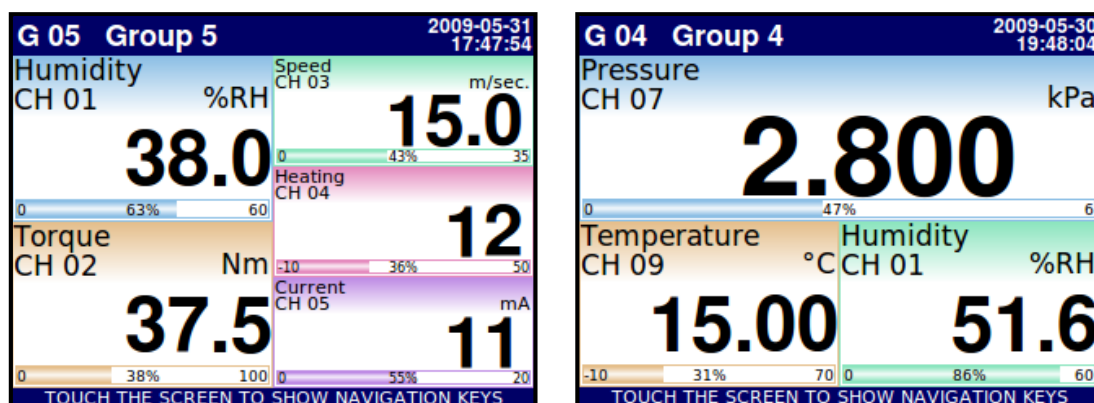 G 05 Group 5 2009-05-31
17:47:54
Humidity
CH 01 %RH
38.0
0 63% 60
Torque
CH 02 Nm
37.5
0 38% 100
Speed
CH 03 m/sec.
15.0
0 43% 35
Heating
CH 04
12
-10 36% 50
Current
CH 05 mA
11
0 55% 20
TOUCH THE SCREEN TO SHOW NAVIGATION KEYS
G 04 Group 4 2009-05-30
19:48:04
Pressure
CH 07 kPa
2.800
0 47% 6
Temperature
CH 09 °C
15.00
-10 31% 70
Humidity
CH 01 %RH
51.6
0 86% 60
TOUCH THE SCREEN TO SHOW NAVIGATION KEYS